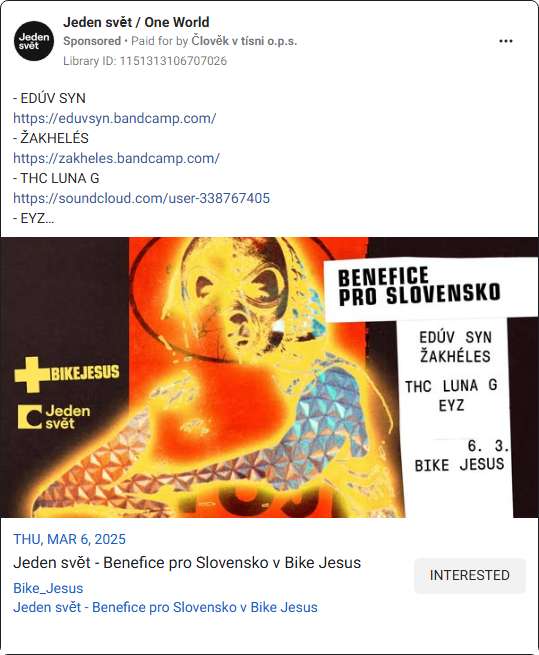 Jeden svět / One World
Sponsored • Paid for by Člověk v tísni o.p.s.
Library ID: 1151313106707026
Jeden
svět
- EDÚV SYN
https://eduvsyn.bandcamp.com/
- ŽAKHELÉS
https://zakheles.bandcamp.com/
- THC LUNA G
https://soundcloud.com/user-338767405
- EYZ…
BENEFICE
PRO SLOVENSKO
EDÚV SYN
ŽAKHÉLES
THC LUNA G
EYZ
6. 3.
BIKE JESUS
BIKEJESUS
Jeden
svět
THU, MAR 6, 2025
Jeden svět - Benefice pro Slovensko v Bike Jesus
Bike_Jesus
Jeden svět - Benefice pro Slovensko v Bike Jesus
INTERESTED